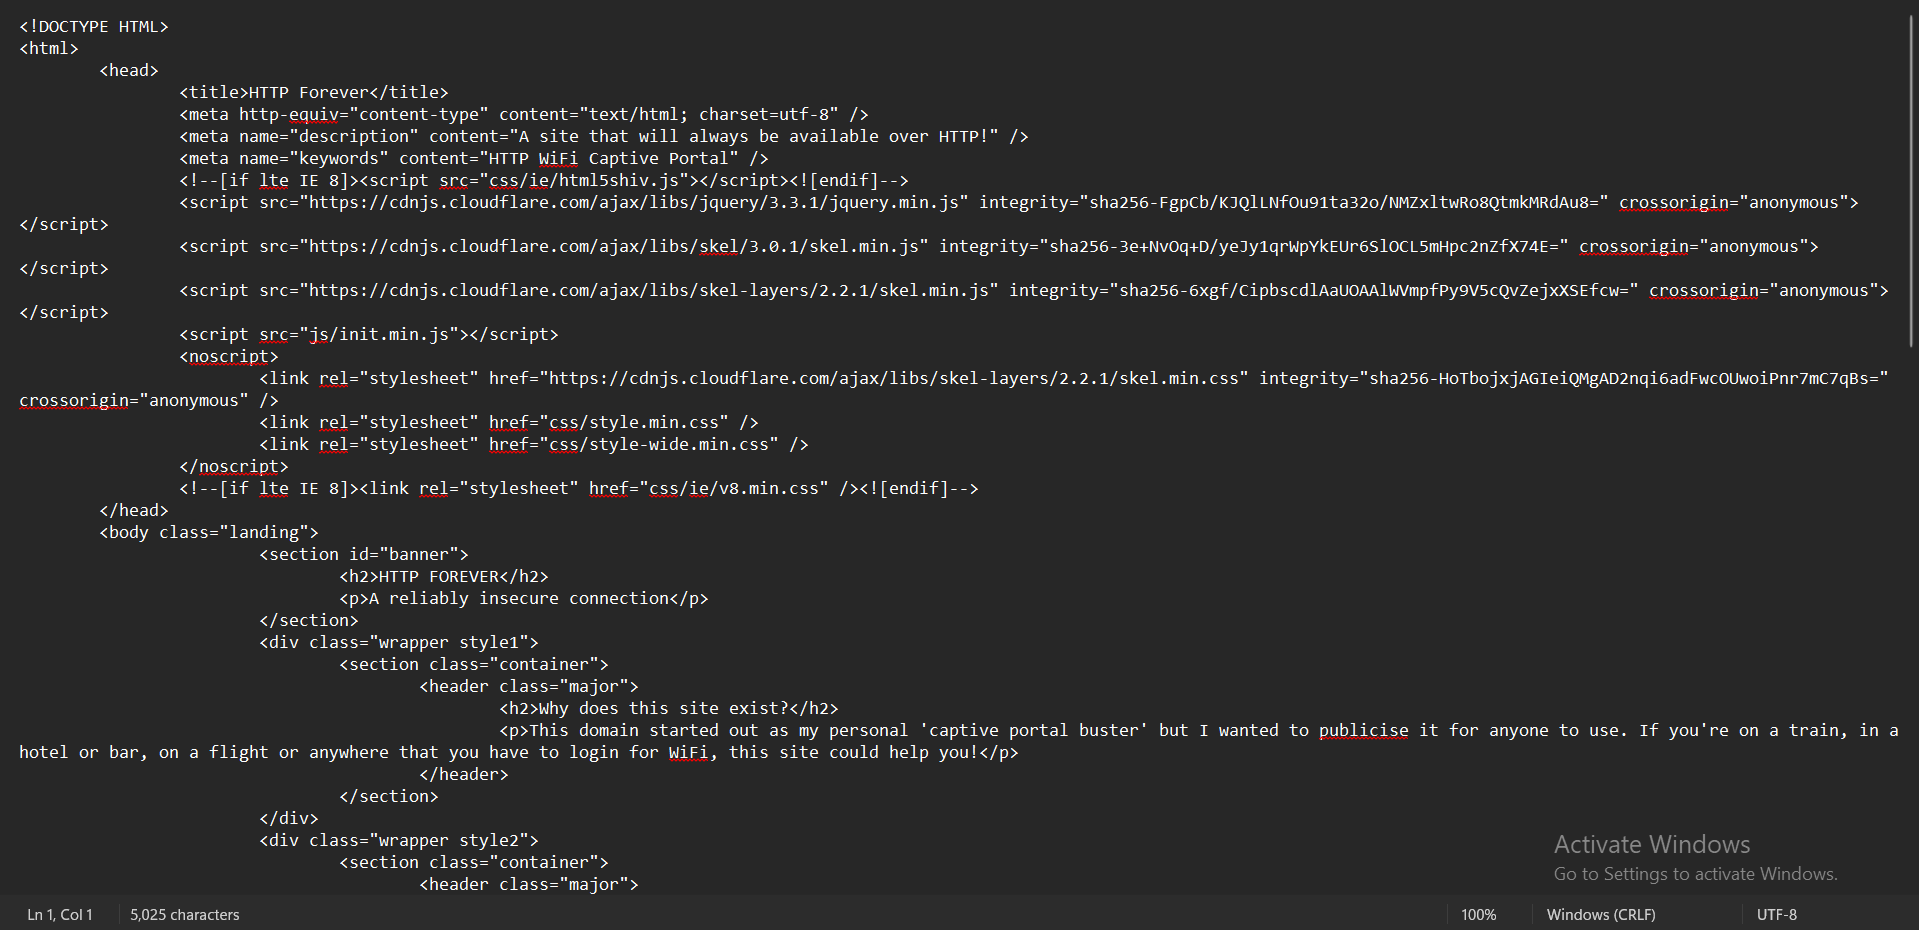 <!DOCTYPE HTML>
<html>
<head>
<title>HTTP Forever</title>
<meta http-equiv="content-type" content="text/html; charset=utf-8" />
<meta name="description" content="A site that will always be available over HTTP!" />
<meta name="keywords" content="HTTP WiFi Captive Portal" />
<!--[if lte IE 8]><script src="css/ie/html5shiv.js"></script><![endif]-->
<script src="https://cdnjs.cloudflare.com/ajax/libs/jquery/3.3.1/jquery.min.js" integrity="sha256-FgpCb/KJQlLNfOu91ta32o/NMZxltwRo8QtmkMRdAu8=" crossorigin="anonymous">
</script>
<script src="https://cdnjs.cloudflare.com/ajax/libs/skel/3.0.1/skel.min.js" integrity="sha256-3e+NvOq+D/yeJy1qrWpYkEUr6SlOCL5mHpc2nZfX74E=" crossorigin="anonymous">
</script>
<script src="https://cdnjs.cloudflare.com/ajax/libs/skel-layers/2.2.1/skel.min.js" integrity="sha256-6xgf/CipbscdlAaUOAAlWVmpfPy9V5cQvZejxXSEfcw=" crossorigin="anonymous">
</script>
<script src="js/init.min.js"></script>
<noscript>
<link rel="stylesheet" href="https://cdnjs.cloudflare.com/ajax/libs/skel-layers/2.2.1/skel.min.css" integrity="sha256-HoTbojxjAGIeiQMgAD2nqi6adFwcOUwoiPnr7mC7qBs="
crossorigin="anonymous" />
<link rel="stylesheet" href="css/style.min.css" />
<link rel="stylesheet" href="css/style-wide.min.css" />
</noscript>
<!--[if lte IE 8]><link rel="stylesheet" href="css/ie/v8.min.css" /><![endif]-->
</head>
<body class="landing">
<section id="banner">
<h2>HTTP FOREVER</h2>
<p>A reliably insecure connection</p>
</section>
<div class="wrapper style1">
<section class="container">
<header class="major">
<h2>Why does this site exist?</h2>
<p>This domain started out as my personal 'captive portal buster' but I wanted to publicise it for anyone to use. If you're on a train, in a
hotel or bar, on a flight or anywhere that you have to login for WiFi, this site could help you!</p>
</header>
</section>
</div>
<div class="wrapper style2">
<section class="container">
<header class="major">
Activate Windows
Go to Settings to activate Windows.
Ln 1, Col 1
5,025 characters
100%
Windows (CRLF)
UTF-8